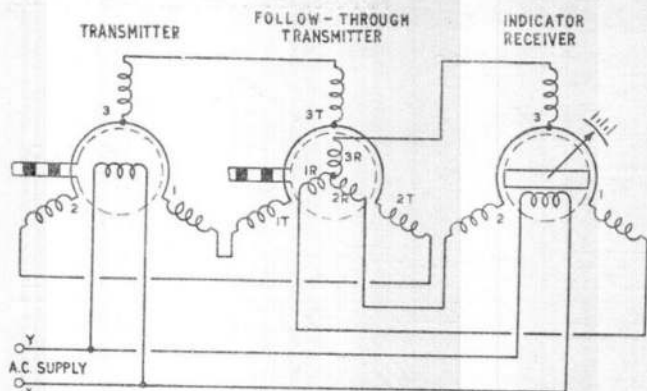 TRANSMITTER
FOLLOW-THROUGH
TRANSMITTER
INDICATOR
RECEIVER
3
3T
3
3R
1R
2R
2
1
1T
2T
2
1
Y
A.C. SUPPLY